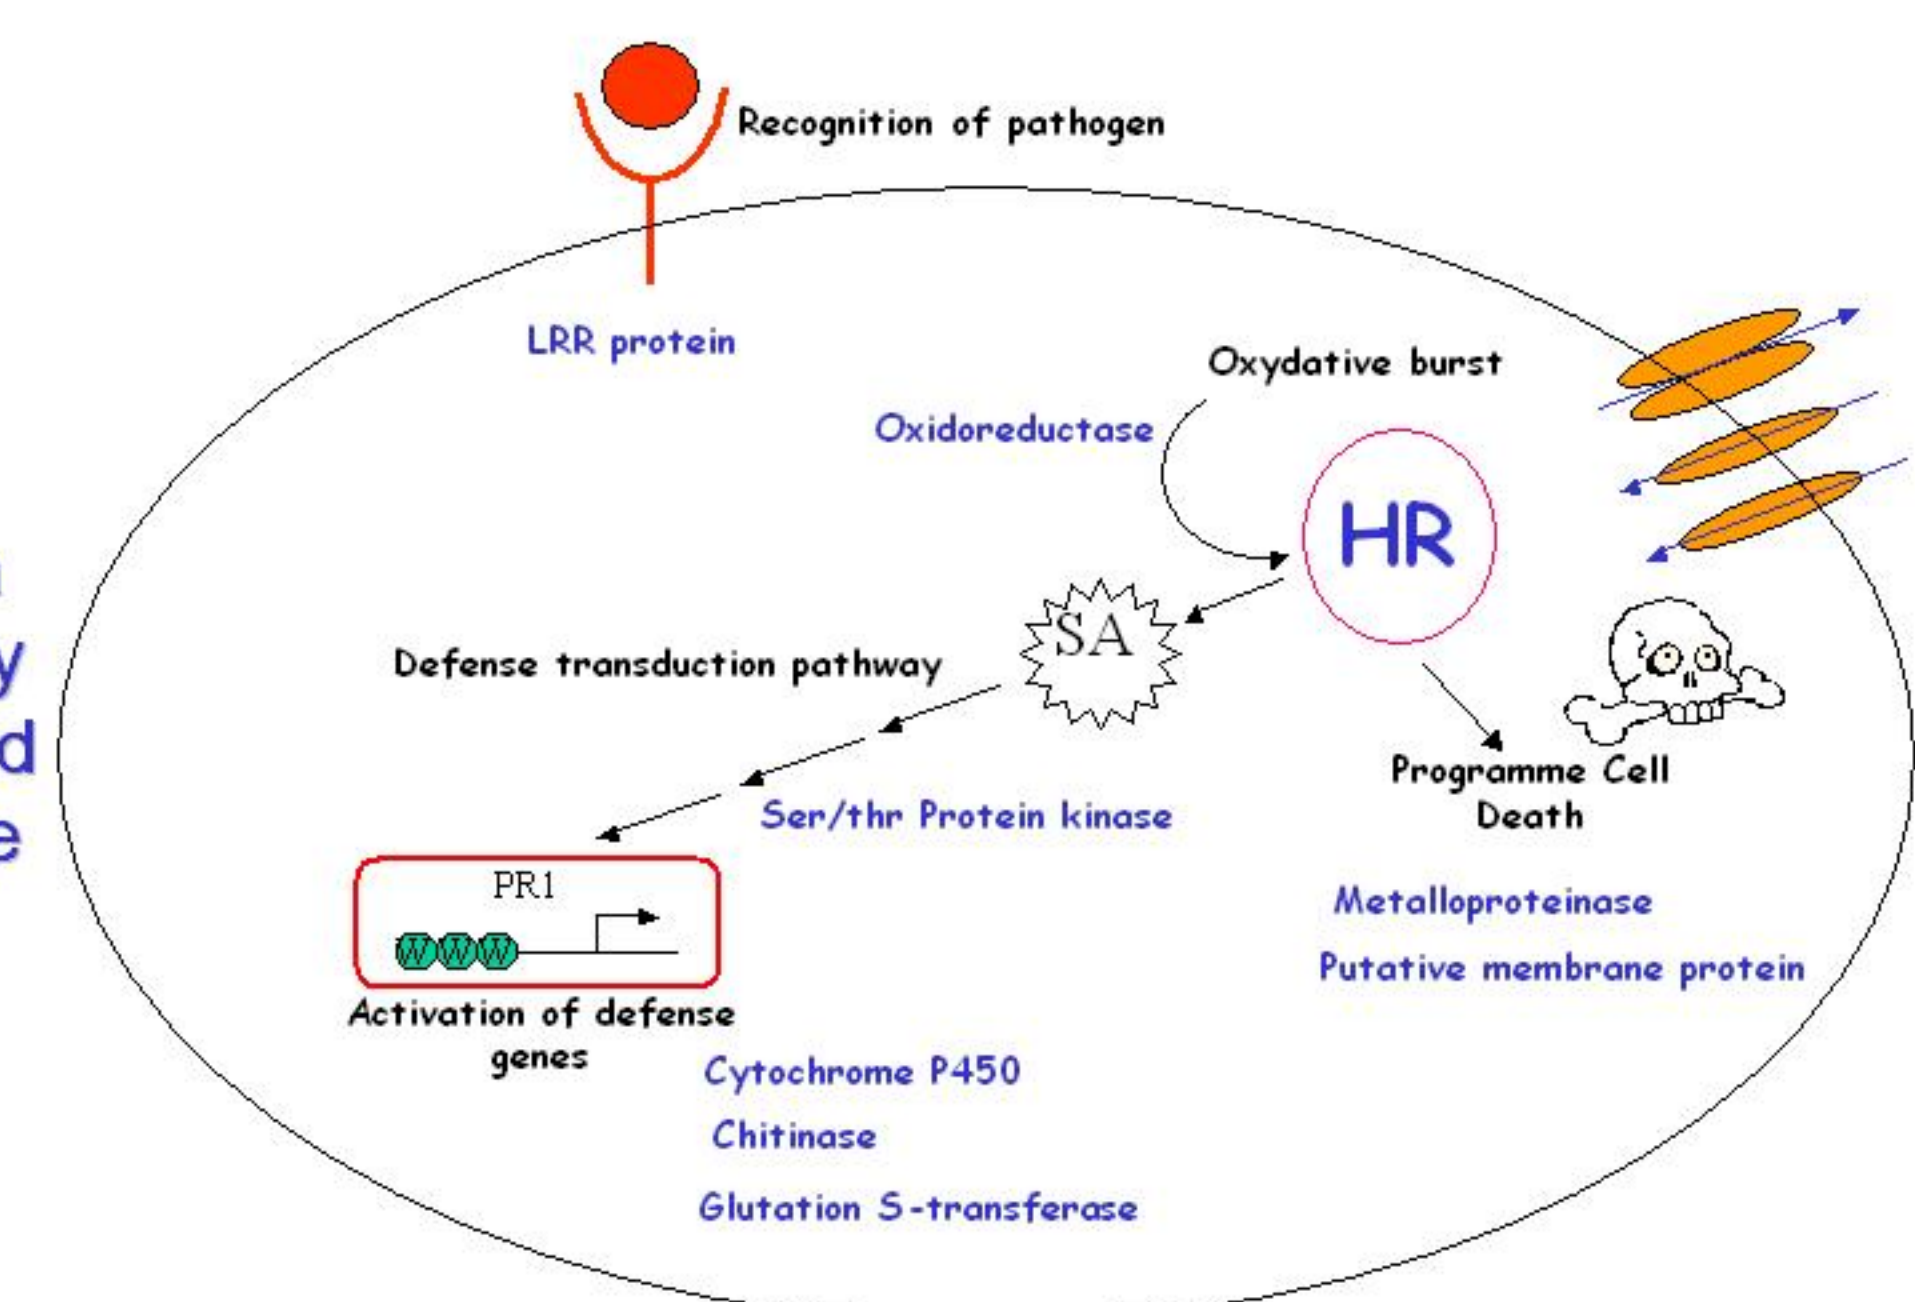 Recognition of pathogen
LRR protein
Oxydative burst
Oxidoreductase
HR
SA
Defense transduction pathway
Ser/thr Protein kinase
Programme Cell
Death
PR1
W W W
Metalloproteinase
Putative membrane protein
Activation of defense
genes
Cytochrome P450
Chitinase
Glutation S-transferase